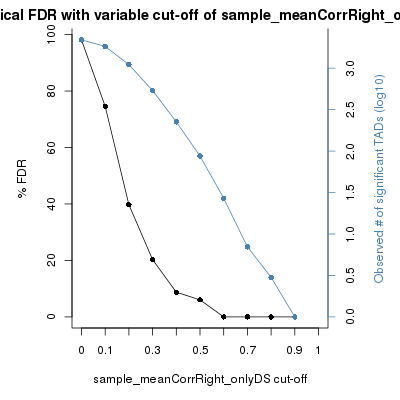 ical FDR with variable cut-off of sample_meanCorrRight_o
% FDR
100
80
60
40
20
0
3.0
2.5
2.0
1.5
1.0
0.5
0.0
Observed # of significant TADs (log10)
0 0.1 0.3 0.5 0.7 0.9 1
sample_meanCorrRight_onlyDS cut-off